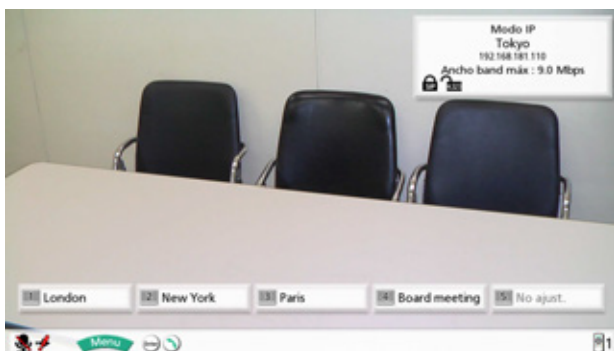 Modo IP
Tokyo
192.168.181.110
Ancho band máx : 9.0 Mbps
1 London
2 New York
3 Paris
4 Board meeting
5 No ajust.
Menu
1